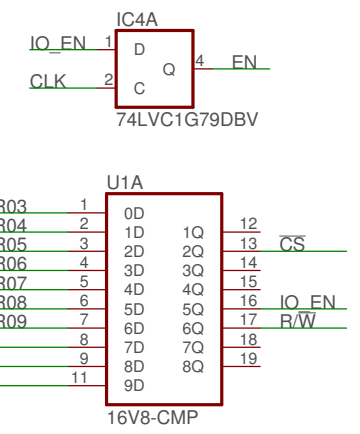 IC4A
IO_EN 1 D Q 4 EN
CLK 2 C
74LVC1G79DBV
U1A
R03 1 0D
R04 2 1D 1Q 12
R05 3 2D 2Q 13 C̅S̅
R06 4 3D 3Q 14
R07 5 4D 4Q 15
R08 6 5D 5Q 16 IO_EN
R09 7 6D 6Q 17 R/W̅
8 7D 7Q 18
9 8D 8Q 19
11 9D
16V8-CMP